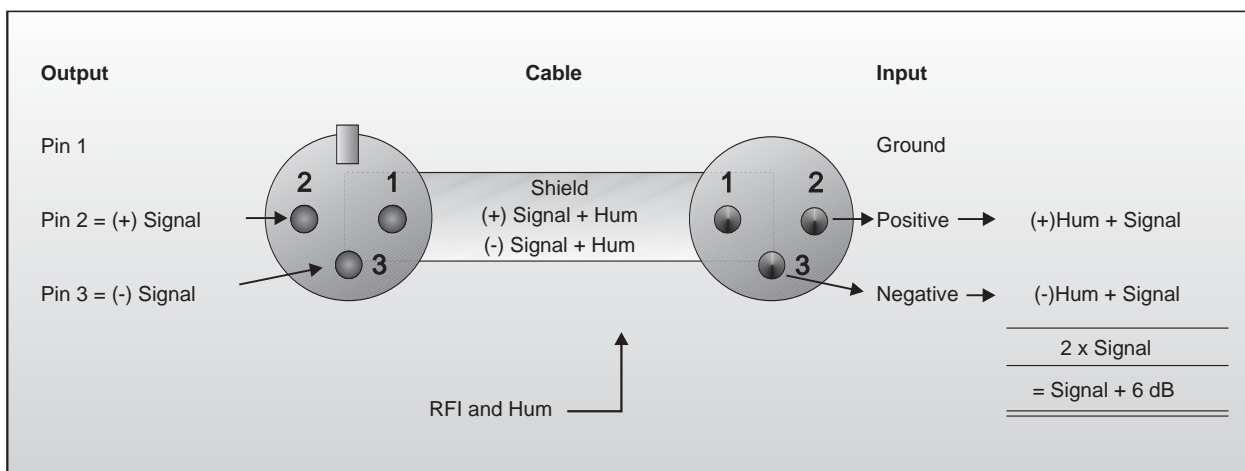 Output
Cable
Input
Pin 1
Ground
2
1
1
2
Shield
Pin 2 = (+) Signal
(+) Signal + Hum
Positive
(+)Hum + Signal
(-) Signal + Hum
3
3
Pin 3 = (-) Signal
Negative
(-)Hum + Signal
2 x Signal
= Signal + 6 dB
RFI and Hum